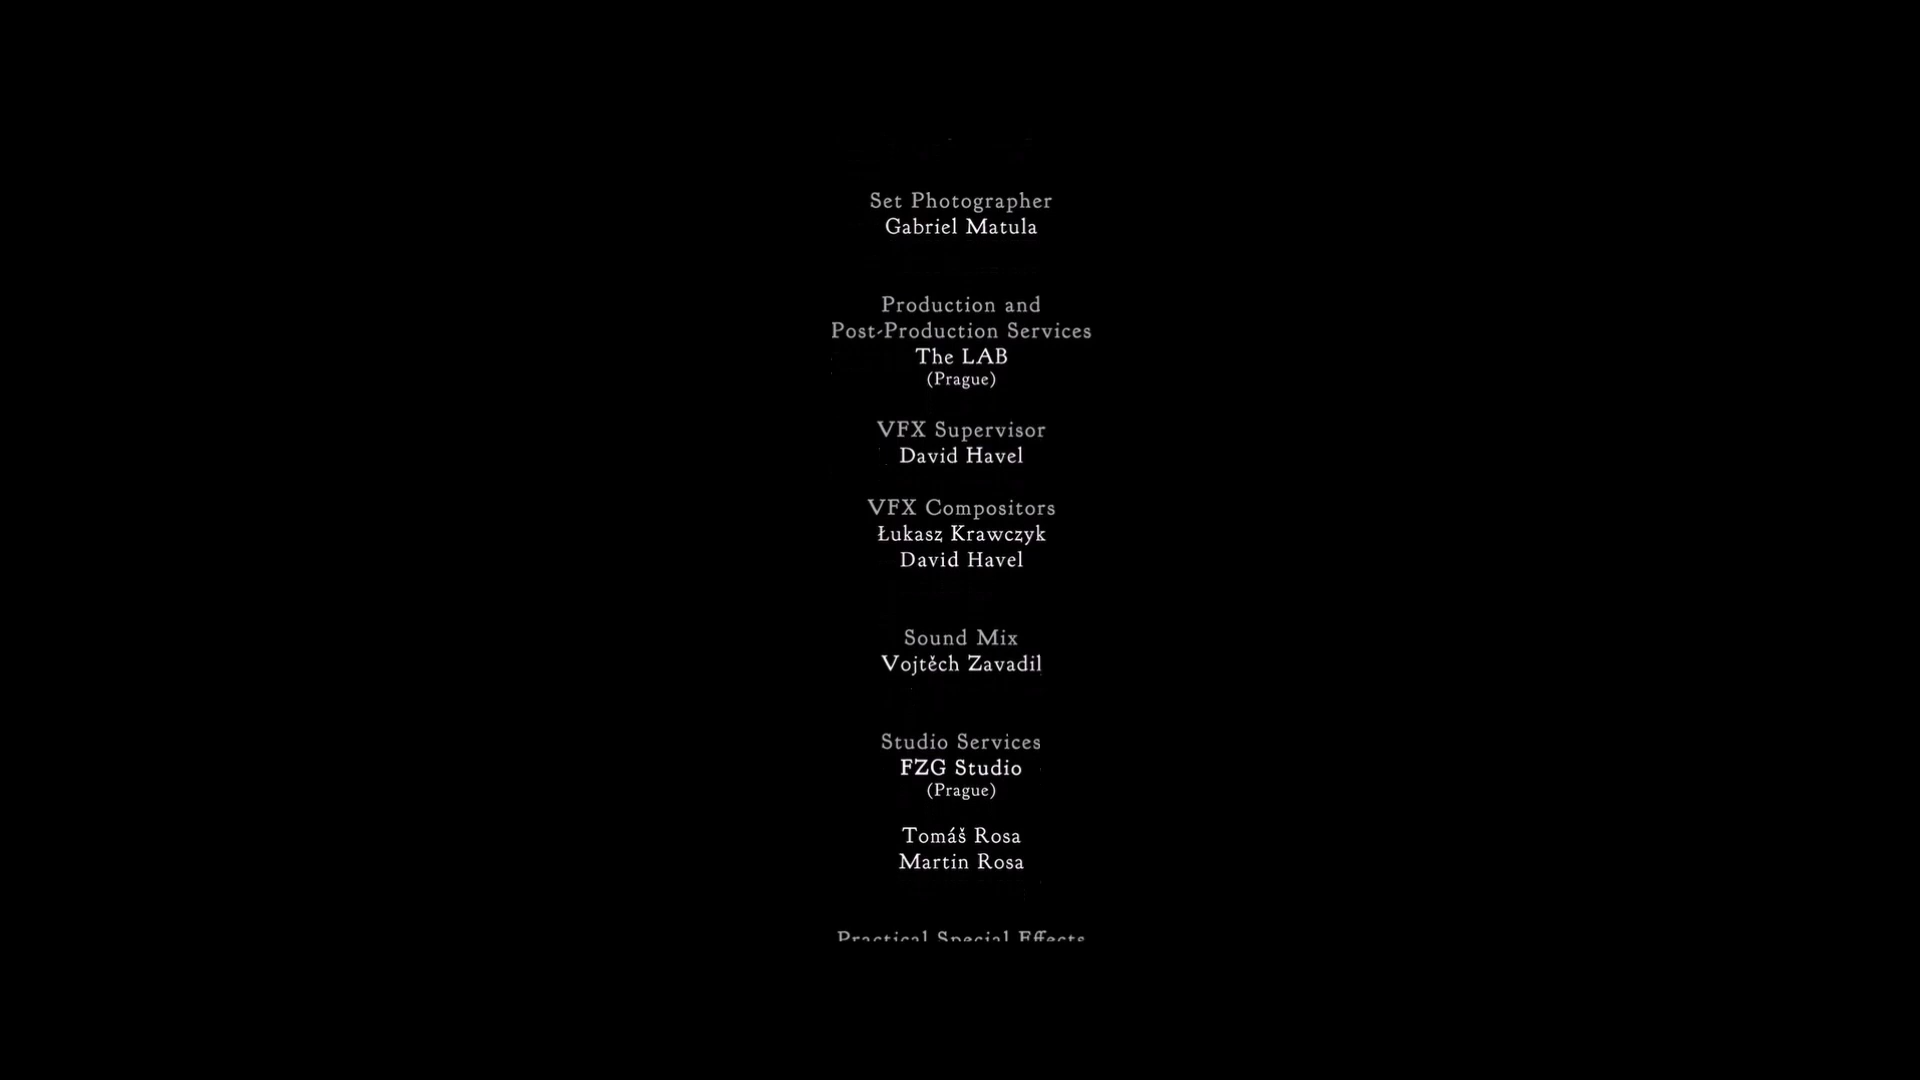 Set Photographer
Gabriel Matula
Production and
Post-Production Services
The LAB
(Prague)
VFX Supervisor
David Havel
VFX Compositors
Łukasz Krawczyk
David Havel
Sound Mix
Vojtěch Zavadil
Studio Services
FZG Studio
(Prague)
Tomáš Rosa
Martin Rosa
Practical Special Effects